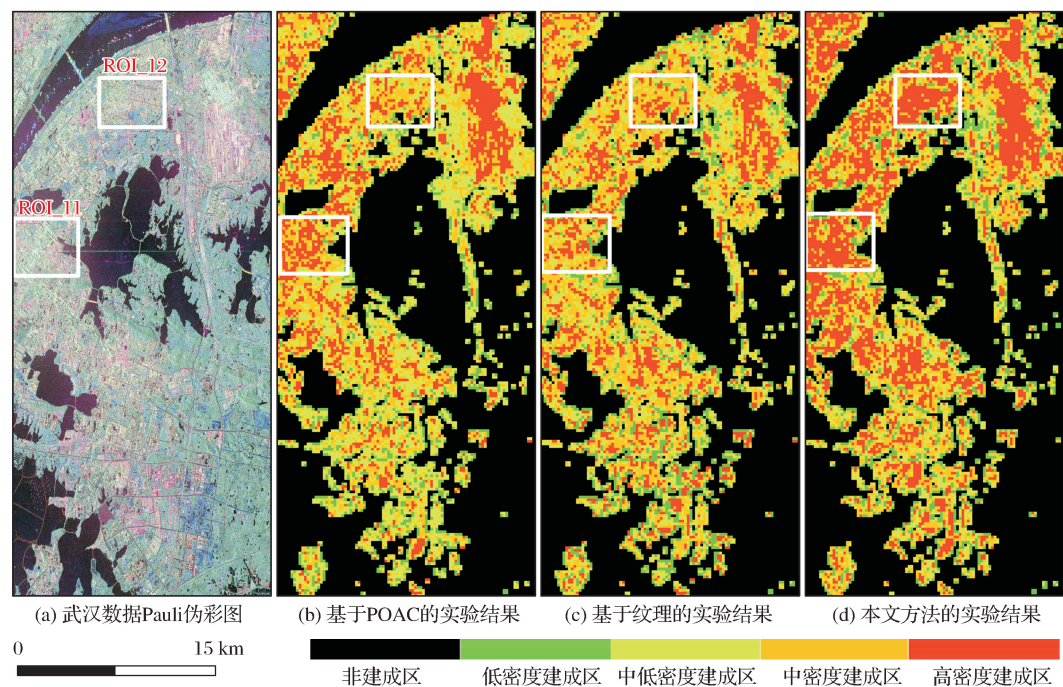 ROI_12
ROI_11
(a) 武汉数据Pauli伪彩图
(b) 基于POAC的实验结果
(c) 基于纹理的实验结果
(d) 本文方法的实验结果
0
15 km
非建成区
低密度建成区
中低密度建成区
中密度建成区
高密度建成区